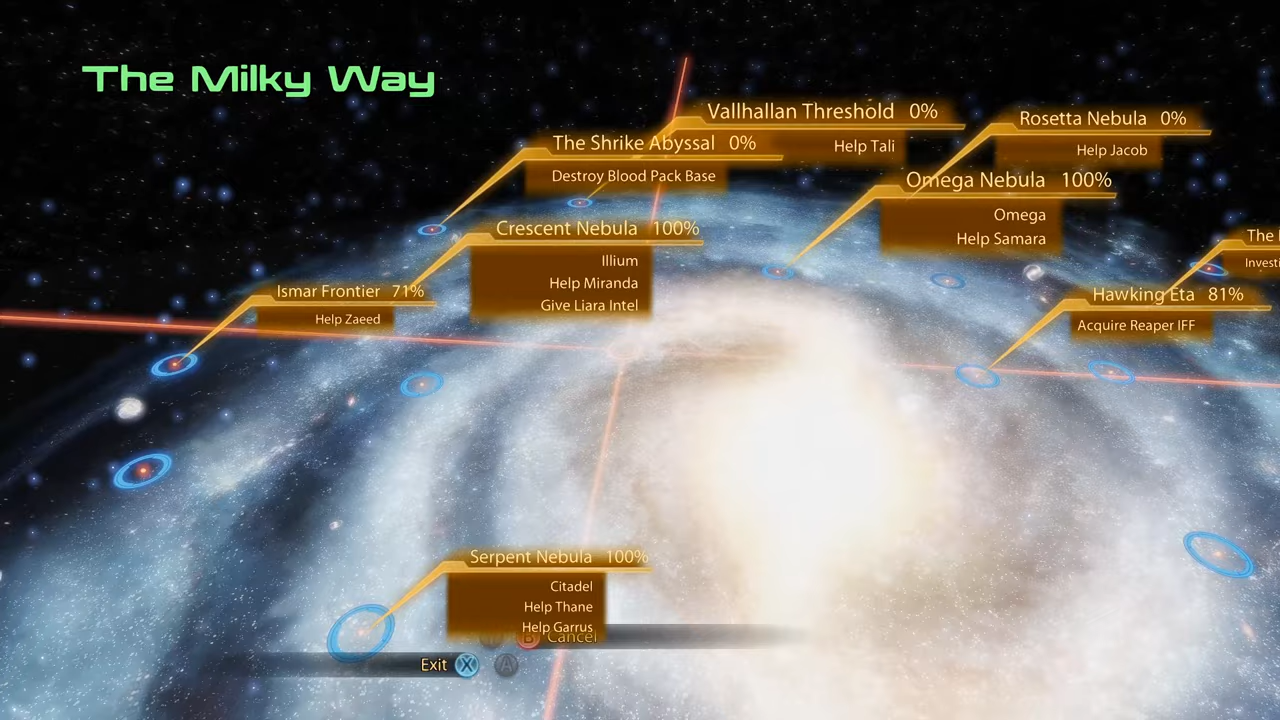 The Milky Way
Vallhallan Threshold 0%
Help Tali
Rosetta Nebula 0%
Help Jacob
The Shrike Abyssal 0%
Destroy Blood Pack Base
Omega Nebula 100%
Omega
Help Samara
Crescent Nebula 100%
Illium
Help Miranda
Give Liara Intel
The
Investi
Ismar Frontier 71%
Help Zaeed
Hawking Eta 81%
Acquire Reaper IFF
Serpent Nebula 100%
Citadel
Help Thane
Help Garrus
B Cancel
Exit X A